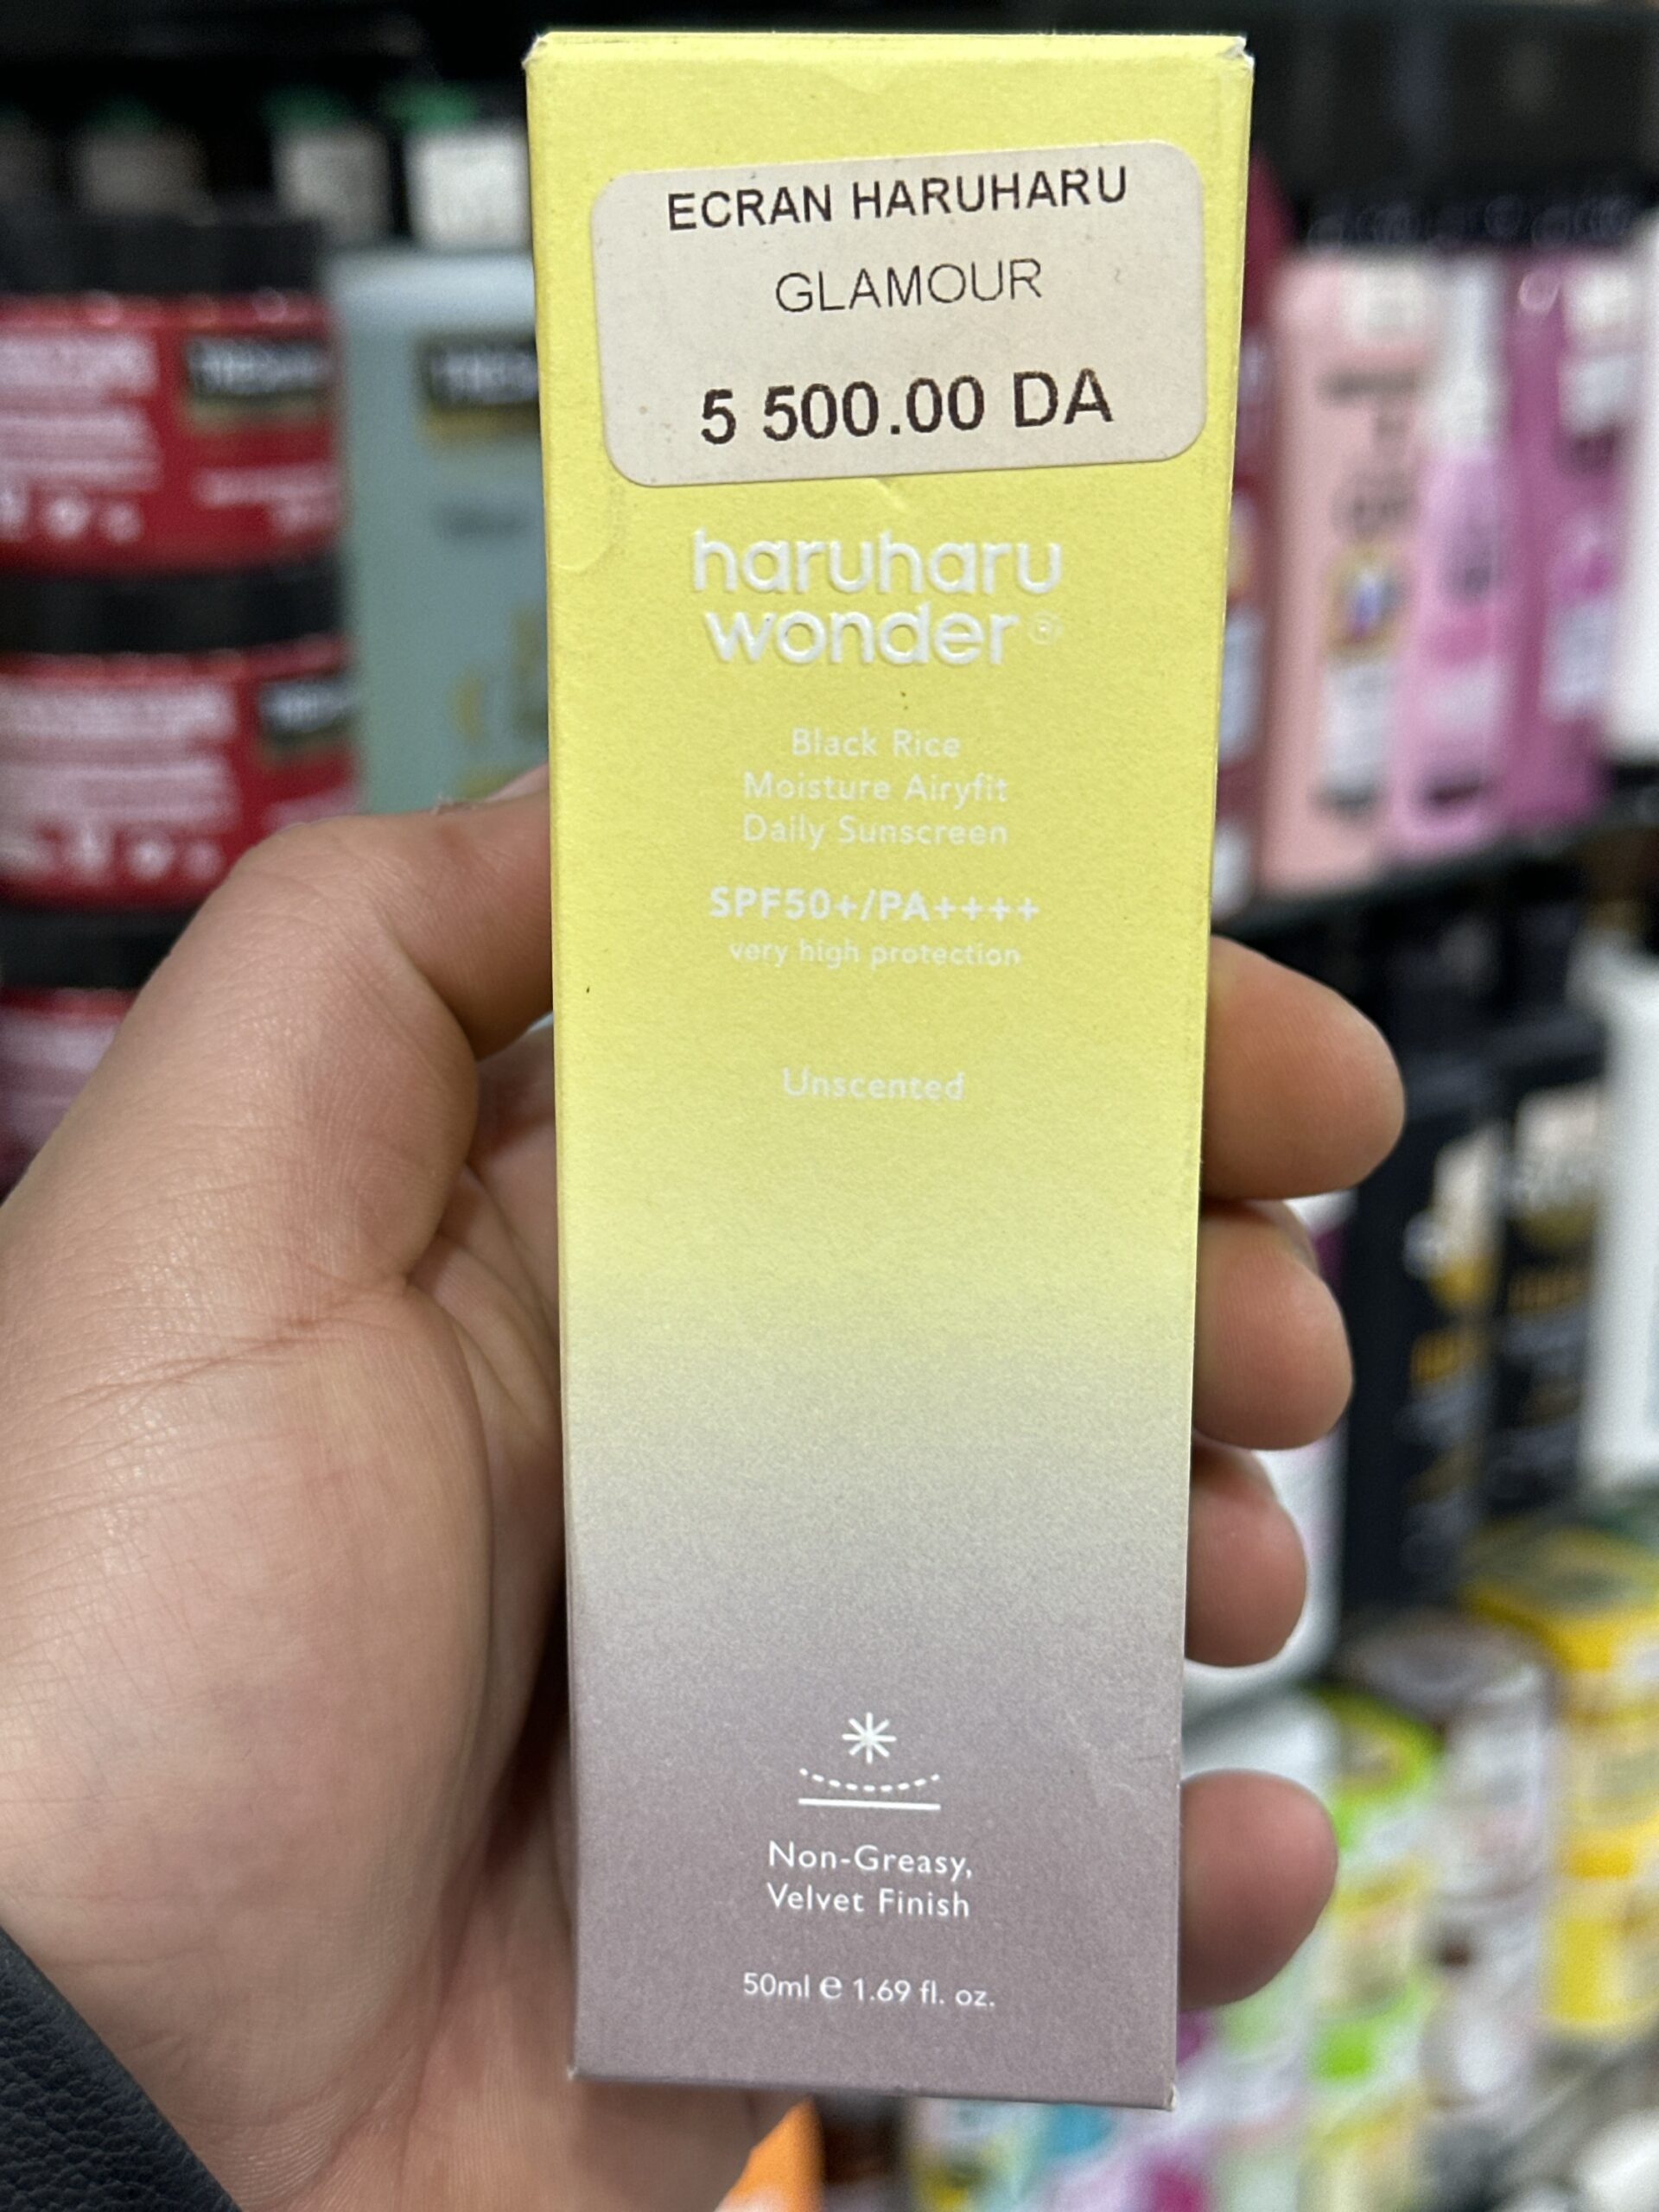 ECRAN HARUHARU
GLAMOUR
5 500.00 DA
haruharu
wonder®
Black Rice
Moisture Airyfit
Daily Sunscreen
SPF50+/PA++++
very high protection
Unscented
Non-Greasy,
Velvet Finish
50ml e 1.69 fl. oz.